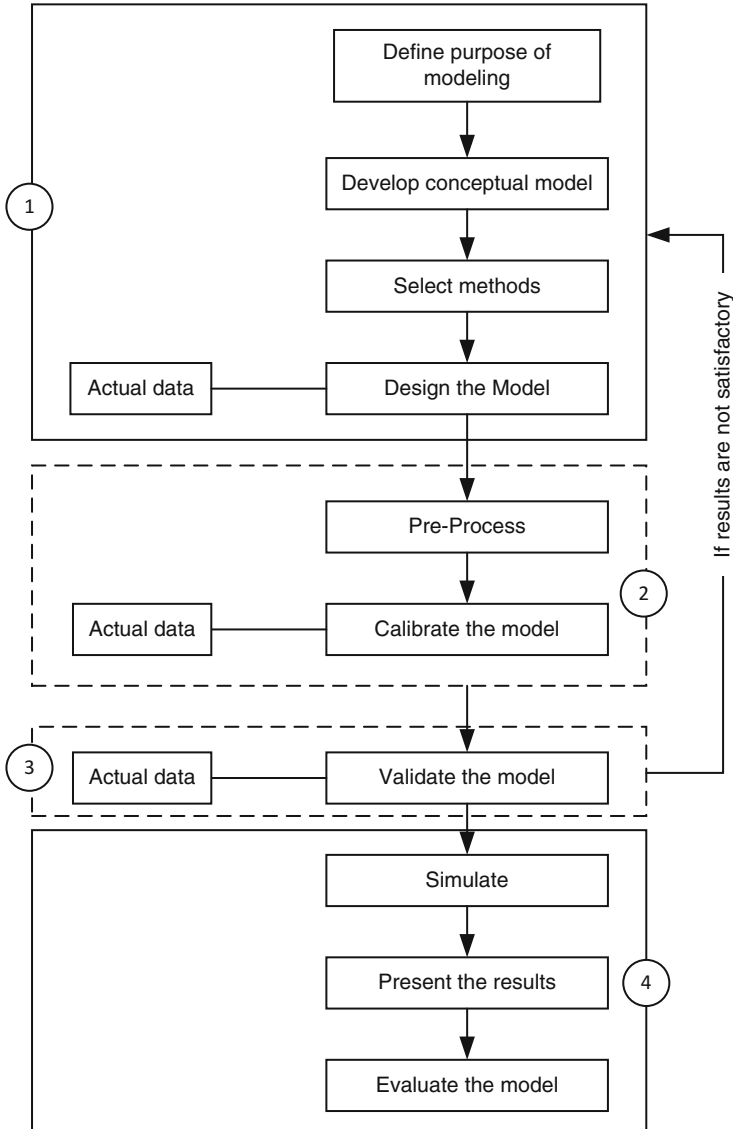 Define purpose of
modeling
1
Develop conceptual model
Select methods
Actual data
Design the Model
If results are not satisfactory
Pre-Process
2
Actual data
Calibrate the model
3
Actual data
Validate the model
Simulate
Present the results
4
Evaluate the model